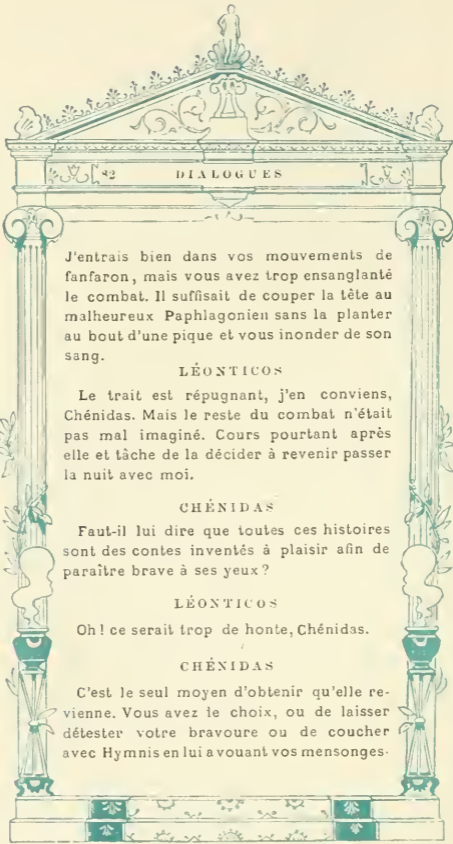 82 DIALOGUES
J'entrais bien dans vos mouvements de
fanfaron, mais vous avez trop ensanglanté
le combat. Il suffisait de couper la tête au
malheureux Paphlagonien sans la planter
au bout d'une pique et vous inonder de son
sang.
LÉONTICOS
Le trait est répugnant, j'en conviens,
Chénidas. Mais le reste du combat n'était
pas mal imaginé. Cours pourtant après
elle et tâche de la décider à revenir passer
la nuit avec moi.
CHÉNIDAS
Faut-il lui dire que toutes ces histoires
sont des contes inventés à plaisir afin de
paraître brave à ses yeux?
LÉONTICOS
Oh! ce serait trop de honte, Chénidas.
CHÉNIDAS
C'est le seul moyen d'obtenir qu'elle re-
vienne. Vous avez le choix, ou de laisser
détester votre bravoure ou de coucher
avec Hymnis en lui avouant vos mensonges.